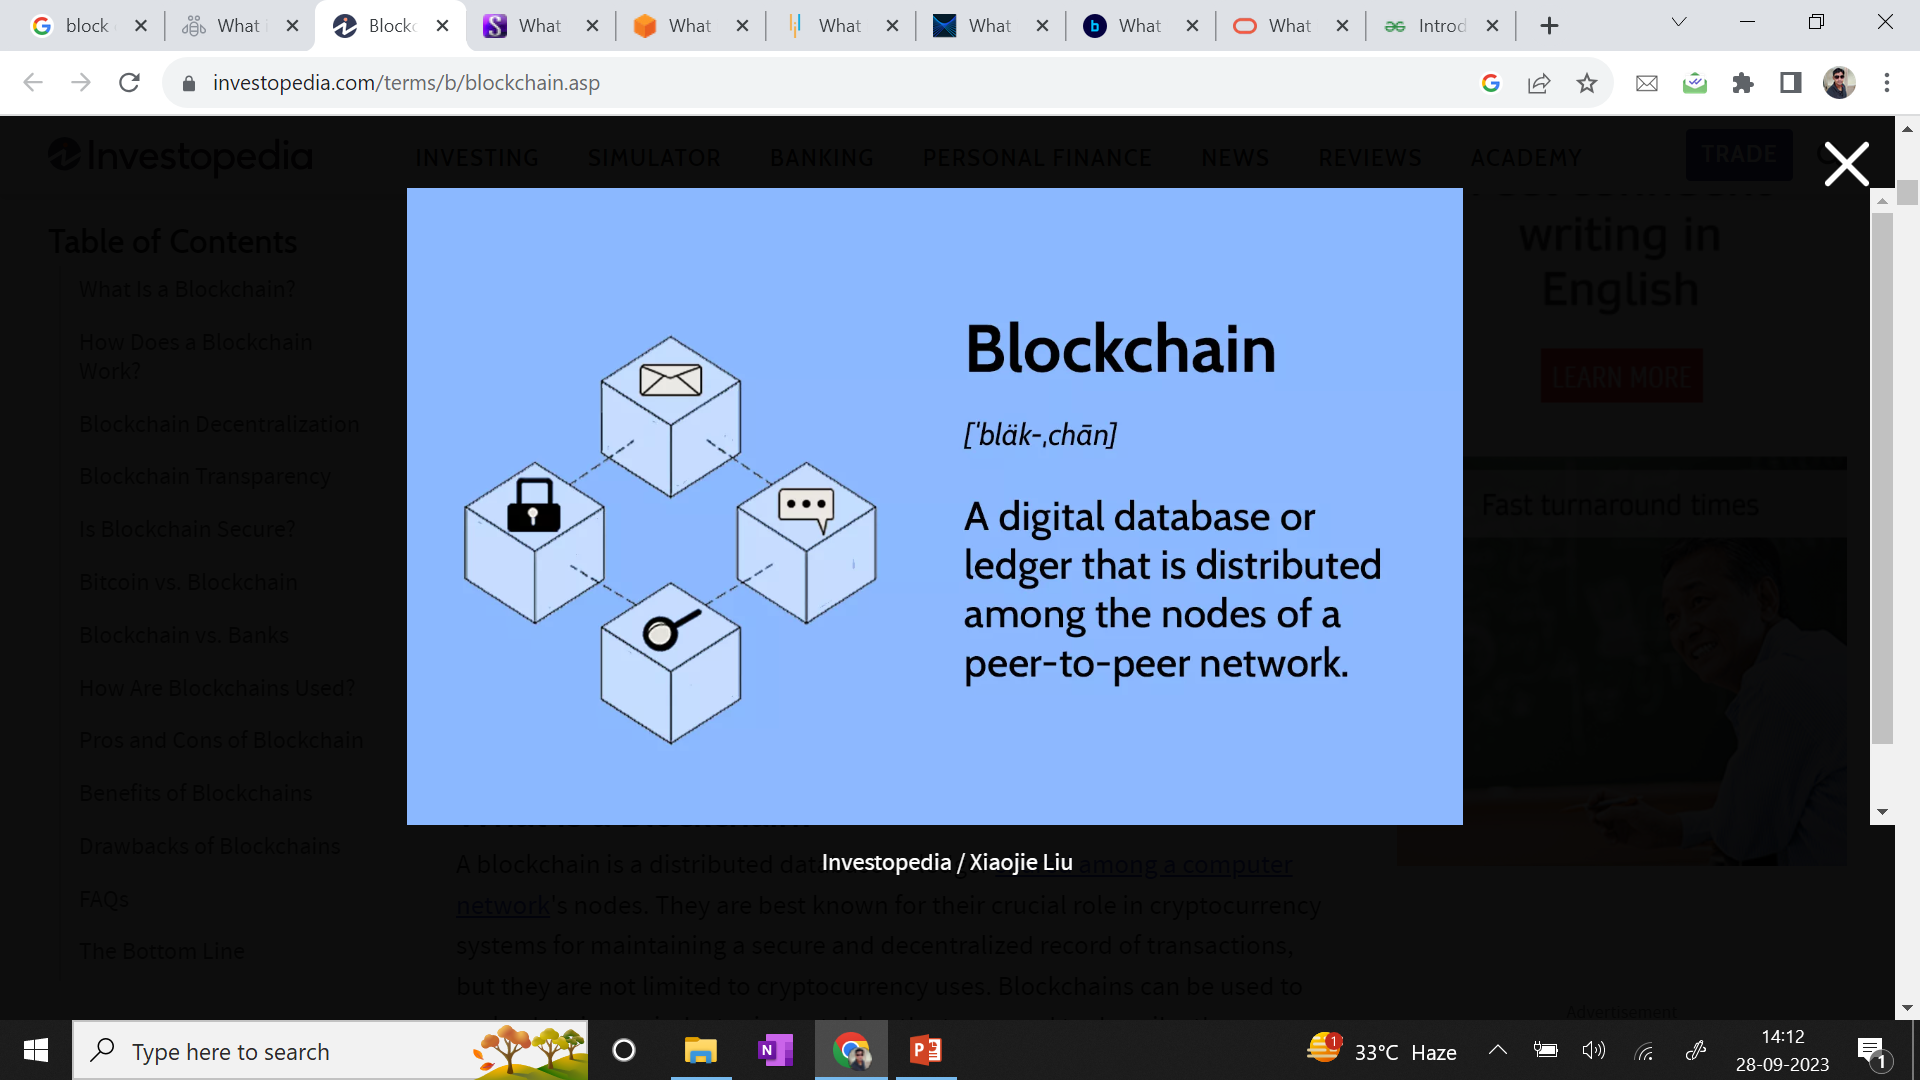 block
What i
Blockc
What
What
What
What
What
What
Introd
investopedia.com/terms/b/blockchain.asp
Investopedia
INVESTING
SIMULATOR
BANKING
PERSONAL FINANCE
NEWS
REVIEWS
ACADEMY
TRADE
Table of Contents
What Is a Blockchain?
How Does a Blockchain
Work?
Blockchain Decentralization
Blockchain Transparency
Is Blockchain Secure?
Bitcoin vs. Blockchain
Blockchain vs. Banks
How Are Blockchains Used?
Pros and Cons of Blockchain
Benefits of Blockchains
Drawbacks of Blockchains
FAQs
The Bottom Line
Blockchain
['bläk-ˌchān]
A digital database or
ledger that is distributed
among the nodes of a
peer-to-peer network.
Investopedia / Xiaojie Liu
writing in
English
LEARN MORE
Fast turnaround times
A blockchain is a distributed among a computer
network's nodes. They are best known for their crucial role in cryptocurrency
systems for maintaining a secure and decentralized record of transactions,
but they are not limited to cryptocurrency uses. Blockchains can be used to
Advertisement
Type here to search
1
33°C Haze
14:12
28-09-2023
1